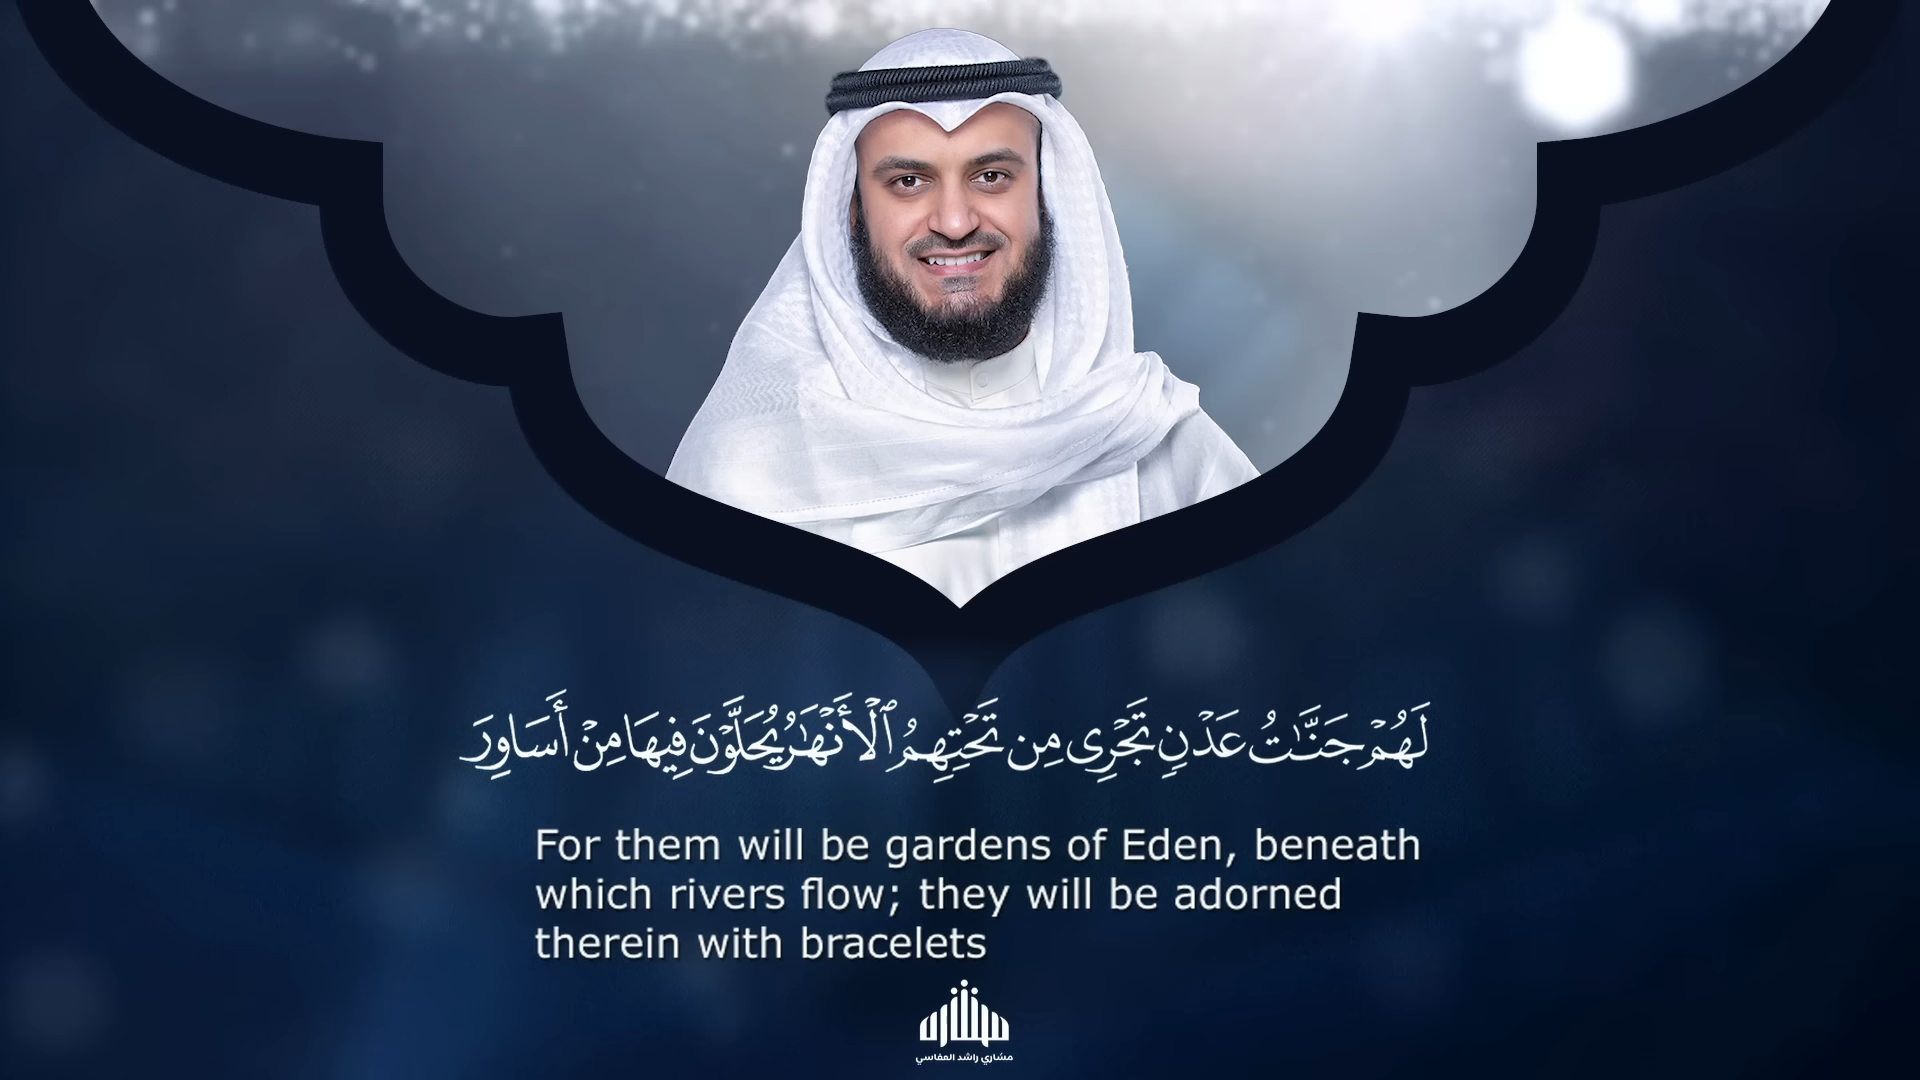 لَهُمْ جَنَّٰتُ عَدْنٍ تَجْرِى مِن تَحْتِهِمُ ٱلْأَنْهَٰرُ يُحَلَّوْنَ فِيهَا مِنْ أَسَاوِرَ
For them will be gardens of Eden, beneath
which rivers flow; they will be adorned
therein with bracelets
مشاري راشد العفاسي